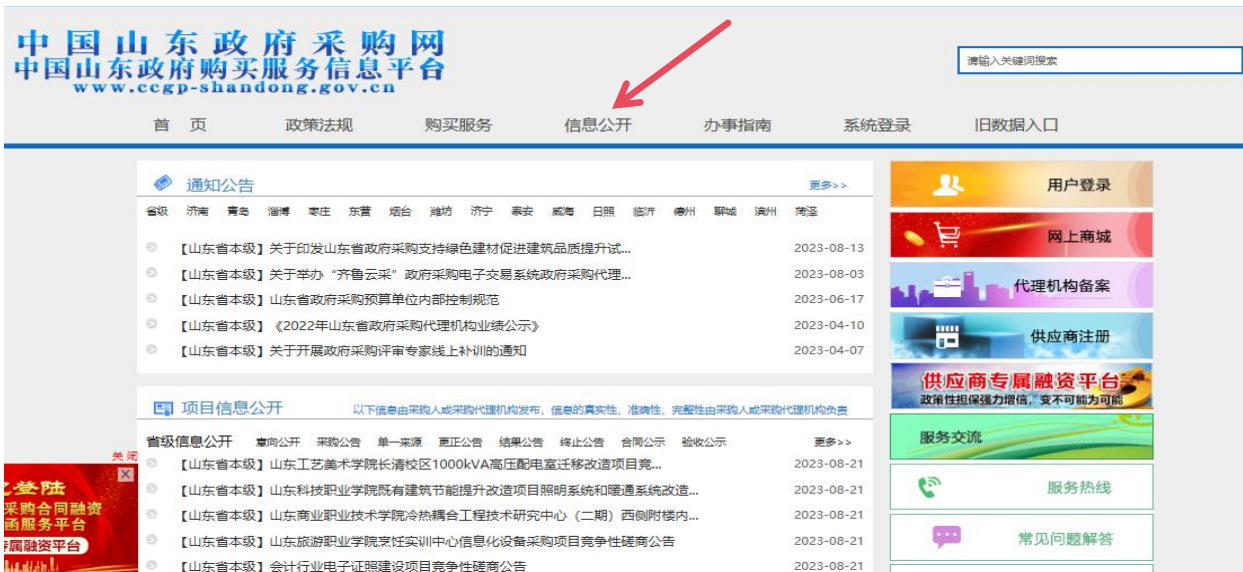 中国山东政府采购网
中国山东政府购买服务信息平台
www.ccgp-shandong.gov.cn
请输入关键词搜索
首 页 政策法规 购买服务 信息公开 办事指南 系统登录 旧数据入口
通知公告 更多>>
省级 济南 青岛 淄博 枣庄 东营 烟台 潍坊 济宁 泰安 威海 日照 临沂 德州 聊城 滨州 菏泽
【山东省本级】关于印发山东省政府采购支持绿色建材促进建筑品质提升试... 2023-08-13
【山东省本级】关于举办“齐鲁云采”政府采购电子交易系统政府采购代理... 2023-08-03
【山东省本级】山东省政府采购预算单位内部控制规范 2023-06-17
【山东省本级】《2022年山东省政府采购代理机构业绩公示》 2023-04-10
【山东省本级】关于开展政府采购评审专家线上补训的通知 2023-04-07
项目信息公开 以下信息由采购人或采购代理机构发布，信息的真实性，准确性，完整性由采购人或采购代理机构负责
省级信息公开 意向公开 采购公告 单一来源 更正公告 结果公告 终止公告 合同公示 验收公示 更多>>
【山东省本级】山东工艺美术学院长清校区1000kVA高压配电室迁移改造项目竞... 2023-08-21
【山东省本级】山东科技职业学院既有建筑节能提升改造项目照明系统和暖通系统改造... 2023-08-21
【山东省本级】山东商业职业技术学院冷热耦合工程技术研究中心（二期）西侧附楼内... 2023-08-21
【山东省本级】山东旅游职业学院烹饪实训中心信息化设备采购项目竞争性磋商公告 2023-08-21
【山东省本级】会计行业电子证照建设项目竞争性磋商公告 2023-08-21
用户登录
网上商城
代理机构备案
供应商注册
供应商专属融资平台
政策性担保强力增信，变不可能为可能
服务交流
服务热线
常见问题解答
关闭
X
登陆
采购合同融资
函服务平台
属融资平台